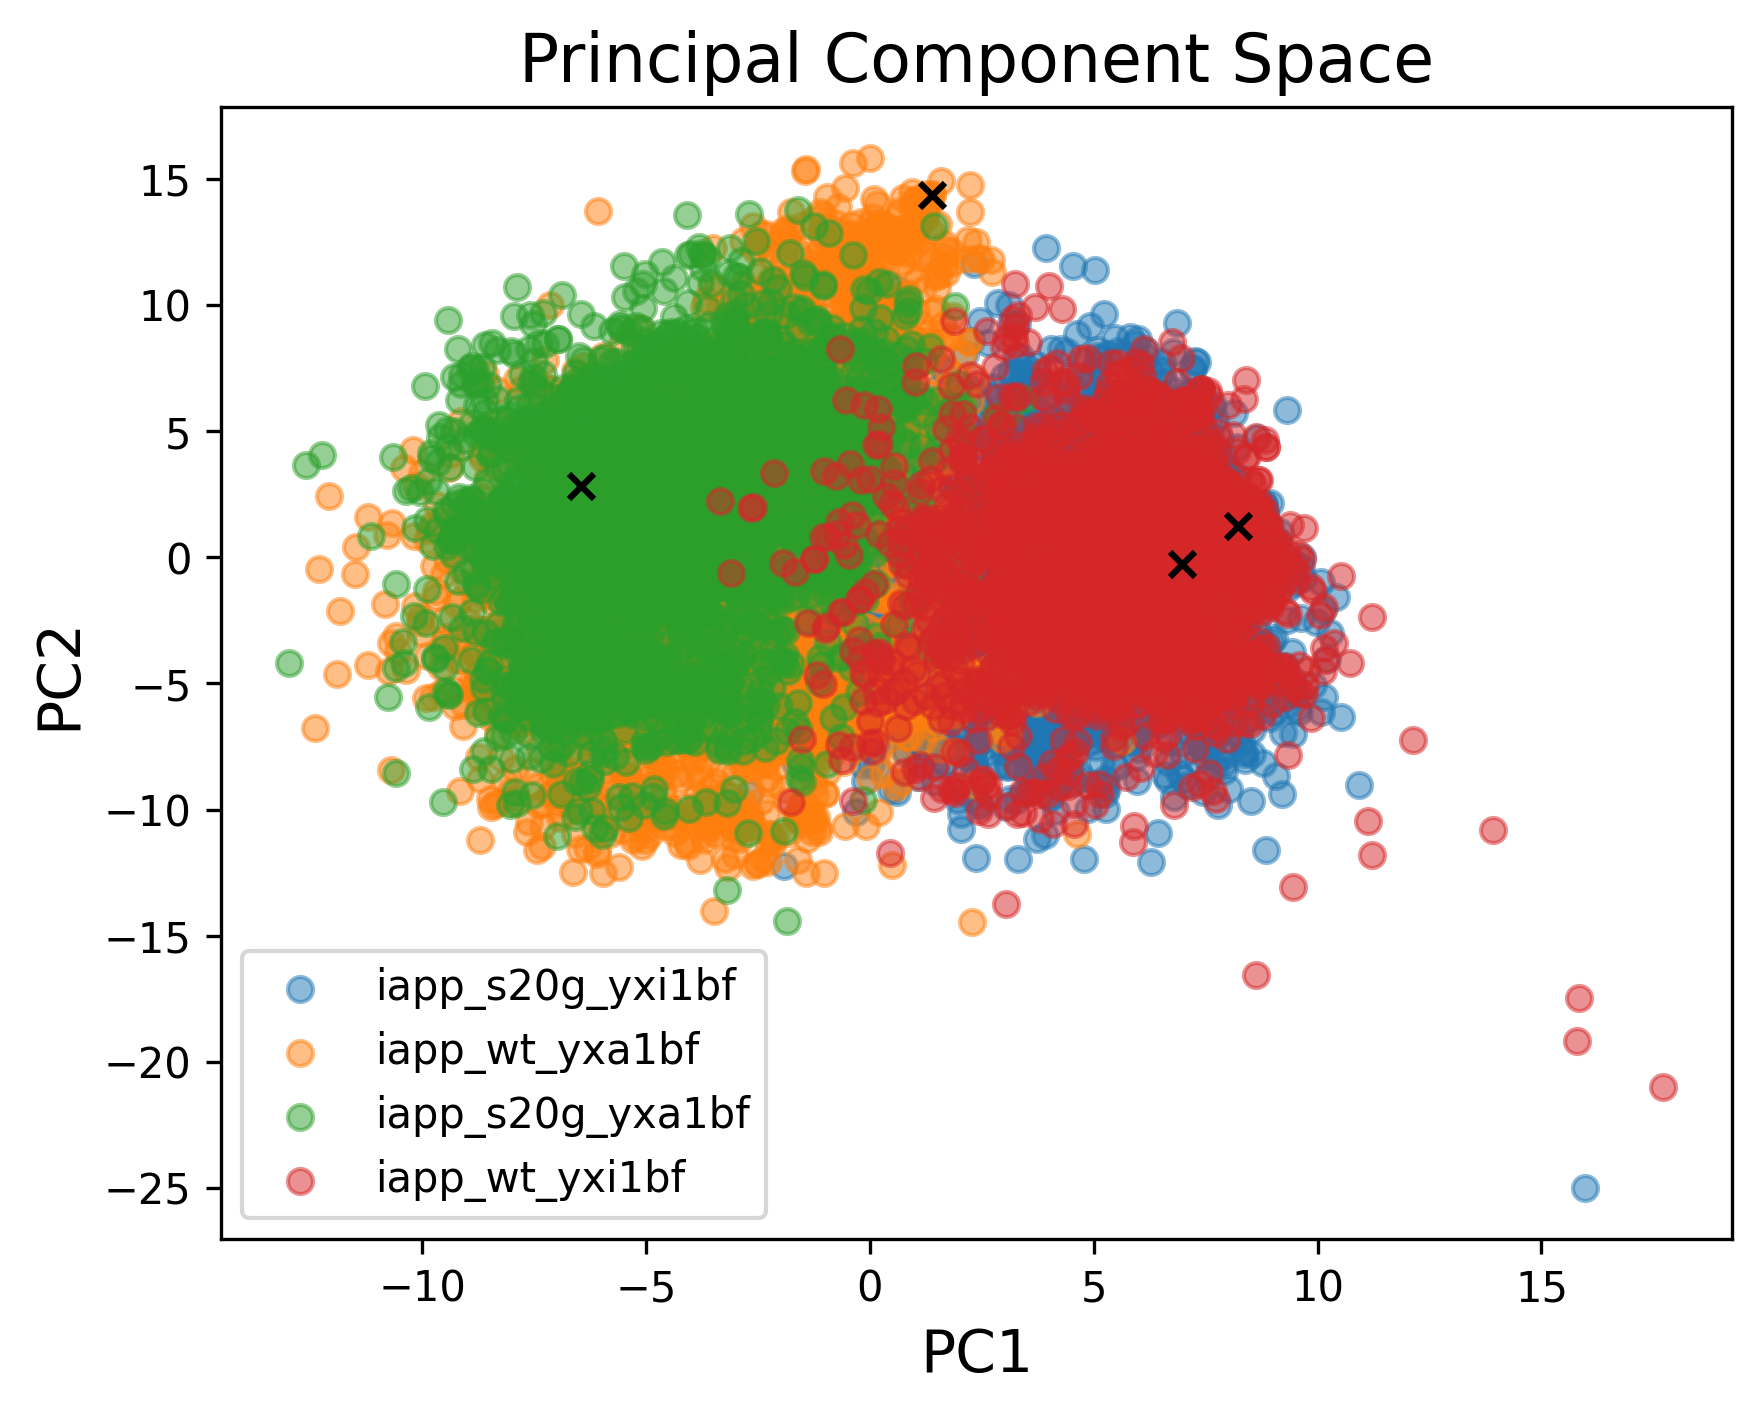 Principal Component Space
PC2
15
10
5
0
−5
−10
−15
−20
−25
iapp_s20g_yxi1bf
iapp_wt_yxa1bf
iapp_s20g_yxa1bf
iapp_wt_yxi1bf
−10 −5 0 5 10 15
PC1